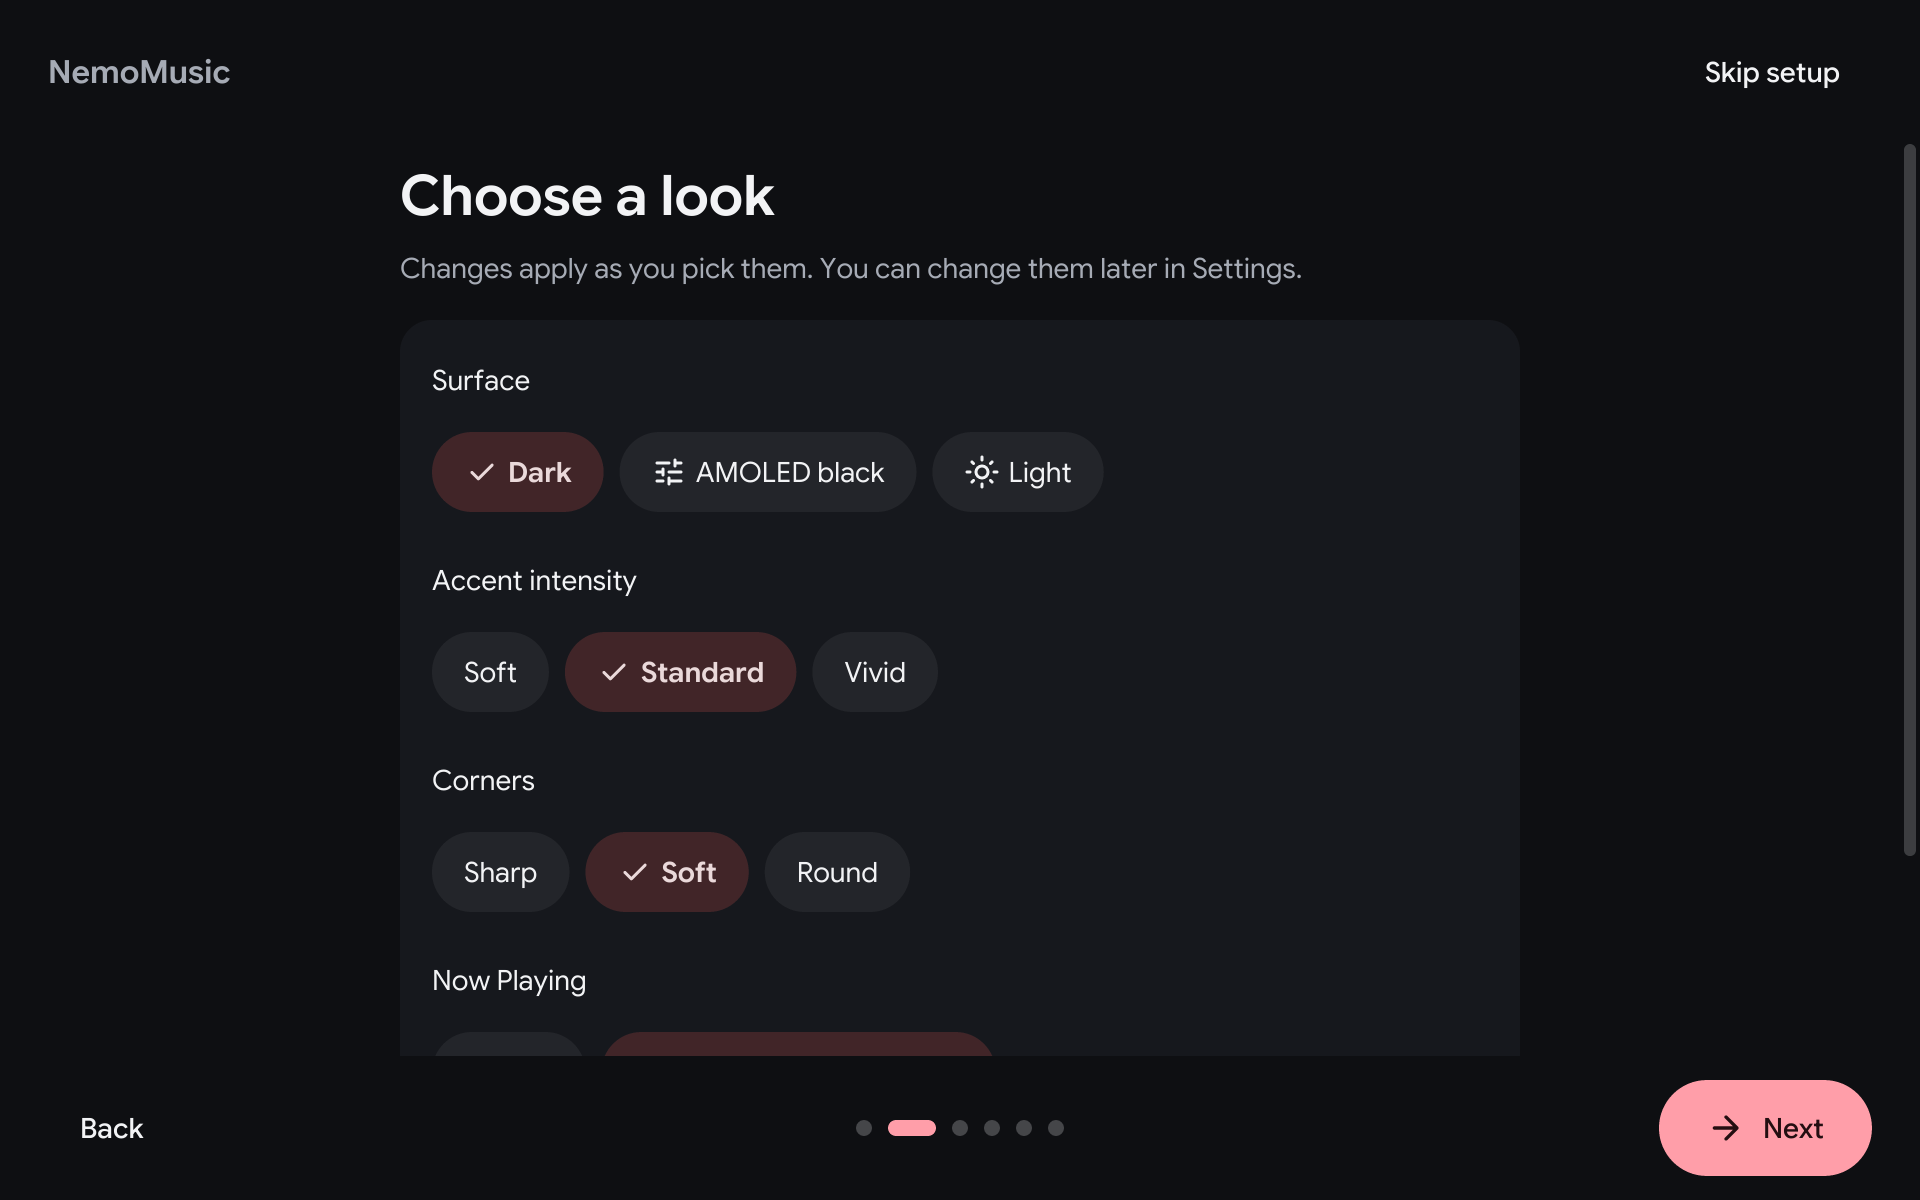 NemoMusic
Skip setup
Choose a look
Changes apply as you pick them. You can change them later in Settings.
Surface
Dark
AMOLED black
Light
Accent intensity
Soft
Standard
Vivid
Corners
Sharp
Soft
Round
Now Playing
Back
Next